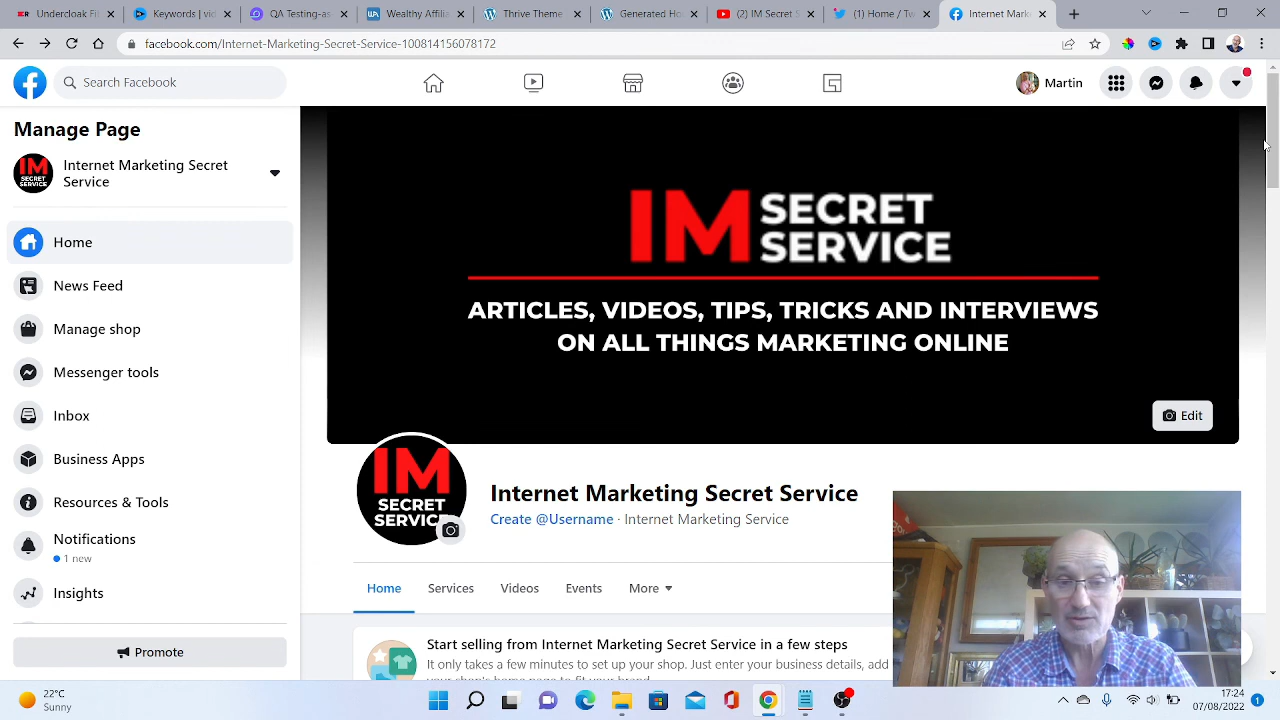 Ful
Keywords | vid
QA Testing-as
Wealthy Affilia
Thrive Theme
Generated Ho
(2) IM Secret S
(1) Home / Tw
Internet Mark
facebook.com/Internet-Marketing-Secret-Service-100814156078172
Search Facebook
Martin
Manage Page
Internet Marketing Secret
Service
Home
News Feed
Manage shop
Messenger tools
Inbox
Business Apps
Resources & Tools
Notifications
1 new
Insights
Promote
IM SECRET
SERVICE
ARTICLES, VIDEOS, TIPS, TRICKS AND INTERVIEWS
ON ALL THINGS MARKETING ONLINE
Edit
IM
SECRET
SERVICE
Internet Marketing Secret Service
Create @Username · Internet Marketing Service
Home Services Videos Events More
Start selling from Internet Marketing Secret Service in a few steps
It only takes a few minutes to set up your shop. Just enter your business details, add
22°C
Sunny
17:24
07/08/2022
1